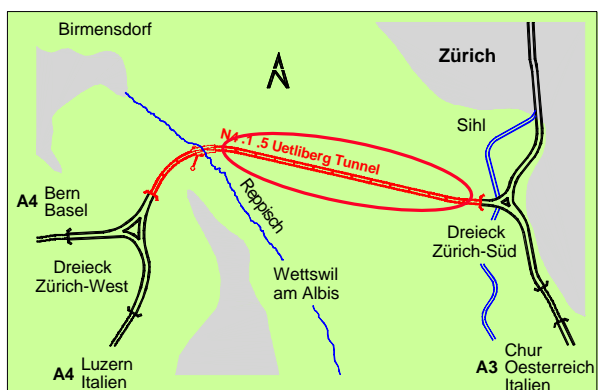 Birmensdorf
Zürich
N4 .1 .5 Uetliberg Tunnel
Sihl
Reppisch
A4 Bern
Basel
Dreieck
Zürich-West
Dreieck
Zürich-Süd
Wettswil
am Albis
A4 Luzern
Italien
A3 Chur
Oesterreich
Italien